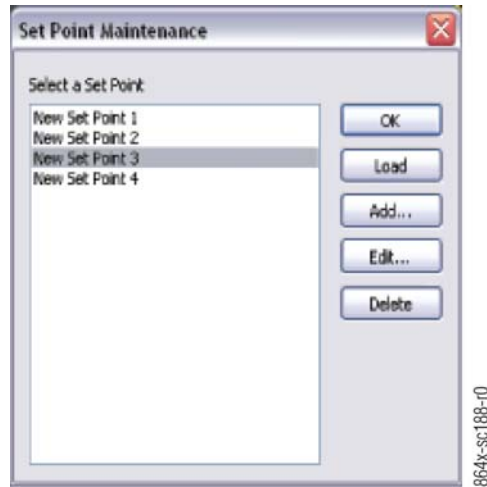 Set Point Maintenance
Select a Set Point
New Set Point 1
New Set Point 2
New Set Point 3
New Set Point 4
OK
Load
Add...
Edit...
Delete
864x-sc188-r0